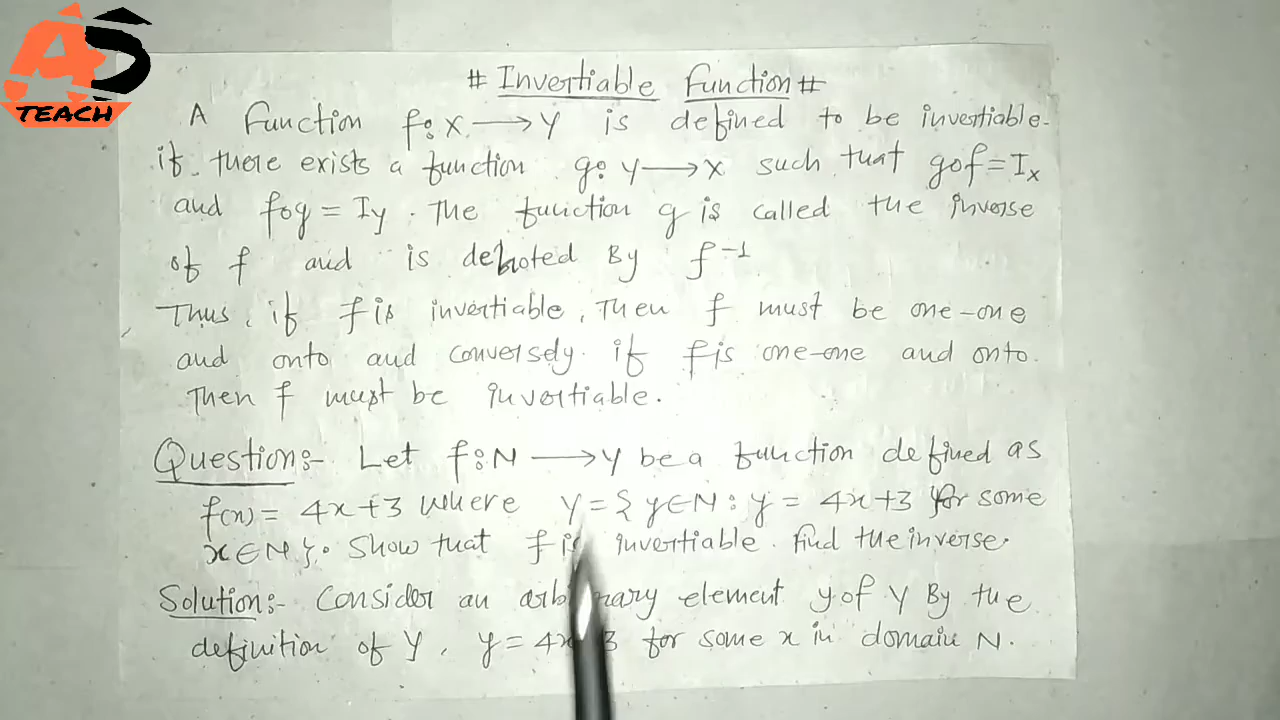 AS
TEACH
# Invertiable Function #
A Function f: X ⟶ Y is defined to be invertiable.
if there exists a function g: Y ⟶ X such that gof = Ix
and fog = Iy. The function g is called the inverse
of f and is denoted By f⁻¹
Thus, if f is invertiable, Then f must be one-one
and onto and conversely if f is one-one and onto.
Then f must be invertiable.
Question:- Let f: N ⟶ Y be a function defined as
f(x) = 4x+3 where Y = { y∈N : y = 4x+3 for some
x∈N }. Show that f is invertiable. find the inverse.
Solution:- Consider an arbitrary element y of Y By the
definition of Y, y = 4x+3 for some x in domain N.